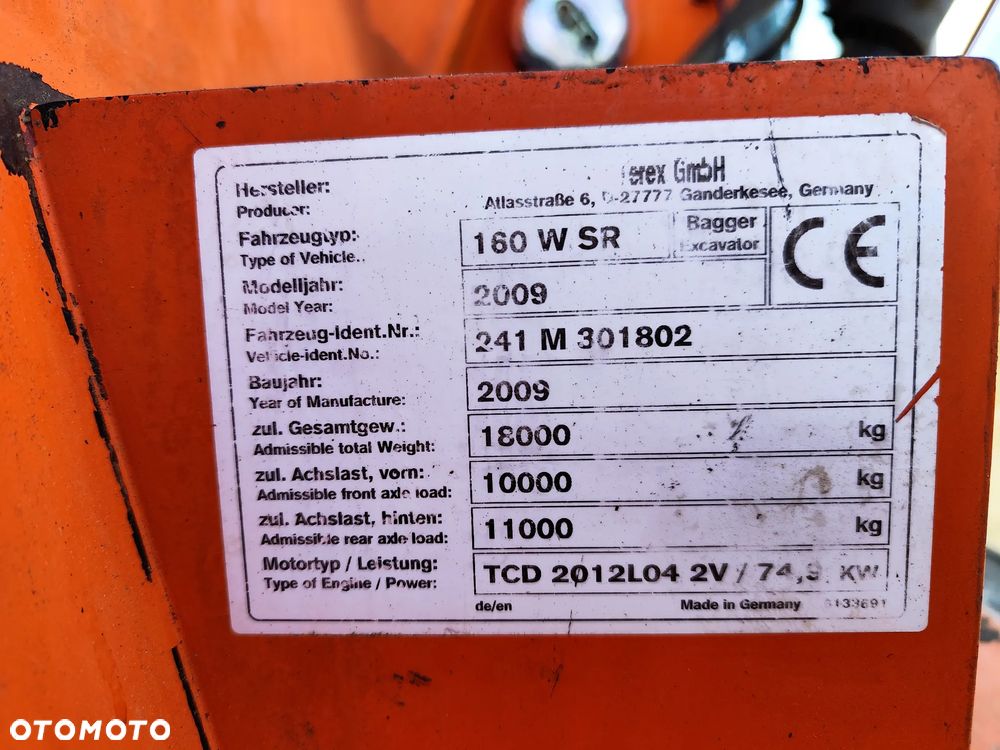 Hersteller:
Producer:
Terex GmbH
Atlasstraße 6, D-27777 Ganderkesee, Germany
Fahrzeugtyp:
Type of Vehicle:
160 W SR
Bagger
Excavator
CE
Modelljahr:
Model Year:
2009
Fahrzeug-Ident.Nr.:
Vehicle-ident.No.:
241 M 301802
Baujahr:
Year of Manufacture:
2009
zul. Gesamtgew.:
Admissible total Weight:
18000 kg
zul. Achslast, vorn:
Admissible front axle load:
10000 kg
zul. Achslast, hinten:
Admissible rear axle load:
11000 kg
Motortyp / Leistung:
Type of Engine / Power:
TCD 2012L04 2V / 74,9 KW
de/en
Made in Germany
OTOMOTO